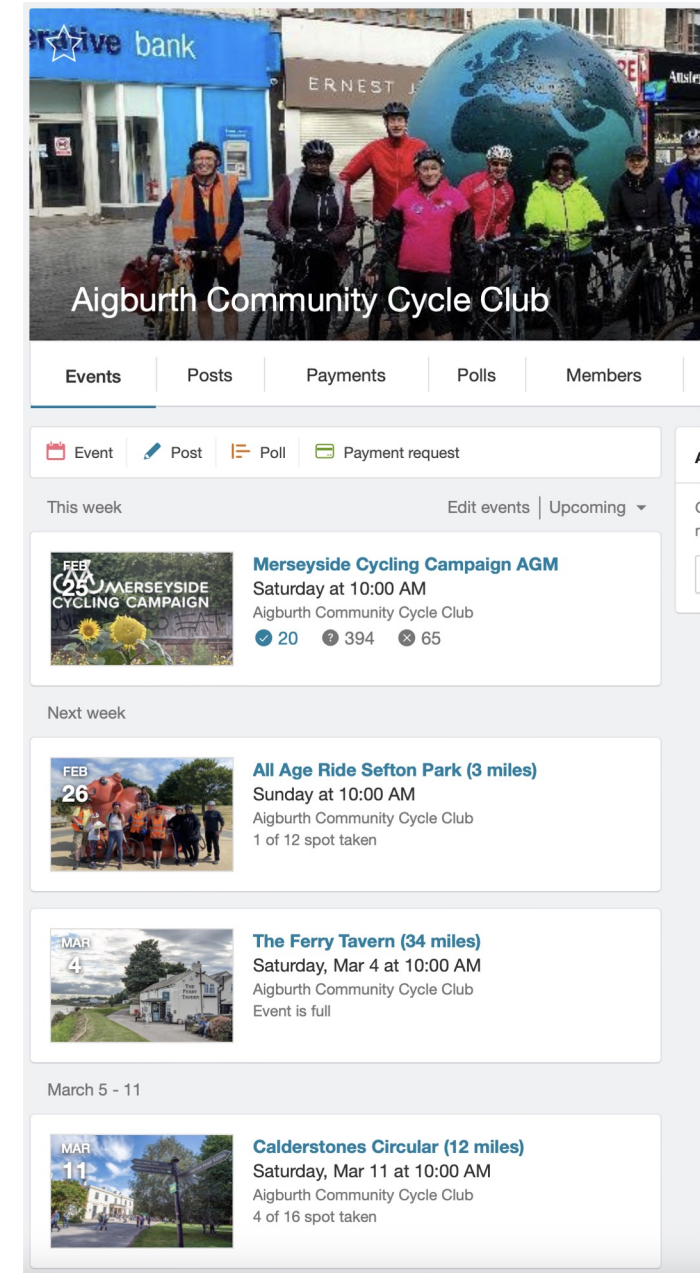 erative bank
ERNEST J
Aigburth Community Cycle Club
Events Posts Payments Polls Members
Event Post Poll Payment request
This week Edit events Upcoming
FEB
25
MERSEYSIDE
CYCLING CAMPAIGN
Merseyside Cycling Campaign AGM
Saturday at 10:00 AM
Aigburth Community Cycle Club
20 394 65
Next week
FEB
26
All Age Ride Sefton Park (3 miles)
Sunday at 10:00 AM
Aigburth Community Cycle Club
1 of 12 spot taken
MAR
4
THE
FERRY
TAVERN
The Ferry Tavern (34 miles)
Saturday, Mar 4 at 10:00 AM
Aigburth Community Cycle Club
Event is full
March 5 - 11
MAR
11
Calderstones Circular (12 miles)
Saturday, Mar 11 at 10:00 AM
Aigburth Community Cycle Club
4 of 16 spot taken